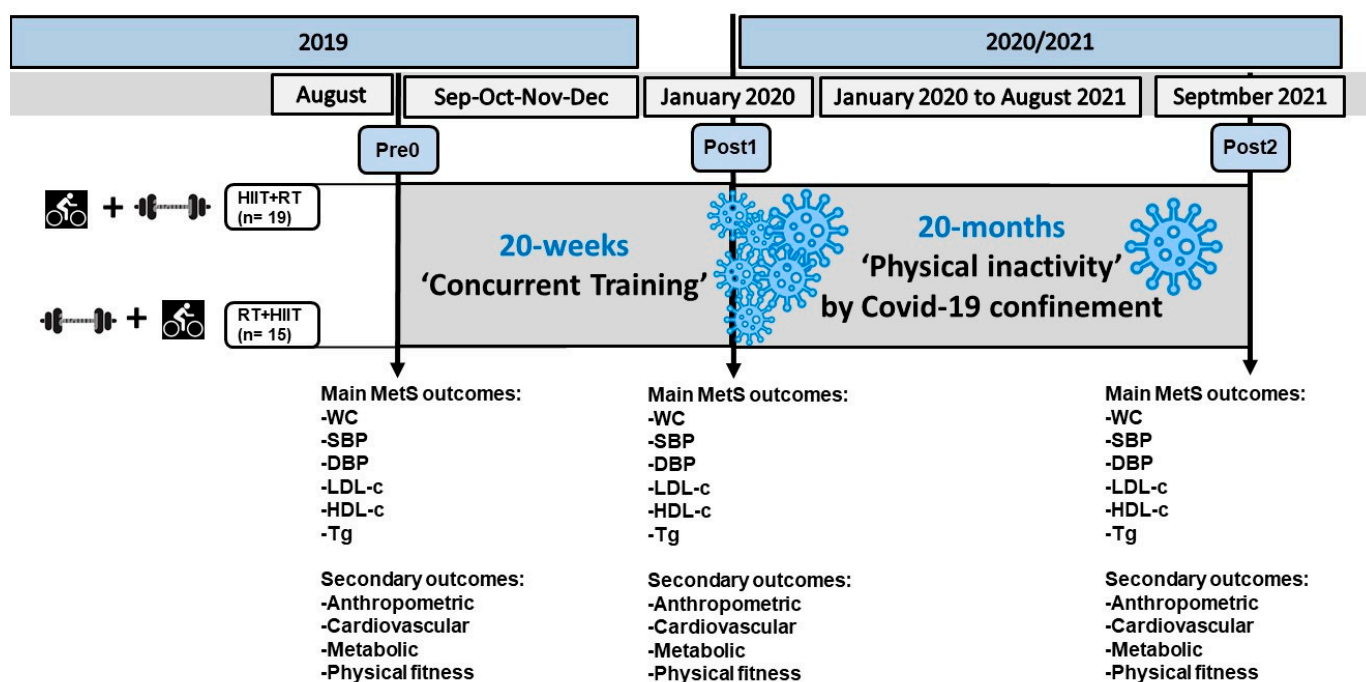 2019
2020/2021
August
Sep-Oct-Nov-Dec
January 2020
January 2020 to August 2021
Septmber 2021
Pre0
Post1
Post2
+
HIIT+RT
(n= 19)
+
RT+HIIT
(n= 15)
20-weeks
‘Concurrent Training’
20-months
‘Physical inactivity’
by Covid-19 confinement
Main MetS outcomes:
-WC
-SBP
-DBP
-LDL-c
-HDL-c
-Tg
Secondary outcomes:
-Anthropometric
-Cardiovascular
-Metabolic
-Physical fitness
Main MetS outcomes:
-WC
-SBP
-DBP
-LDL-c
-HDL-c
-Tg
Secondary outcomes:
-Anthropometric
-Cardiovascular
-Metabolic
-Physical fitness
Main MetS outcomes:
-WC
-SBP
-DBP
-LDL-c
-HDL-c
-Tg
Secondary outcomes:
-Anthropometric
-Cardiovascular
-Metabolic
-Physical fitness